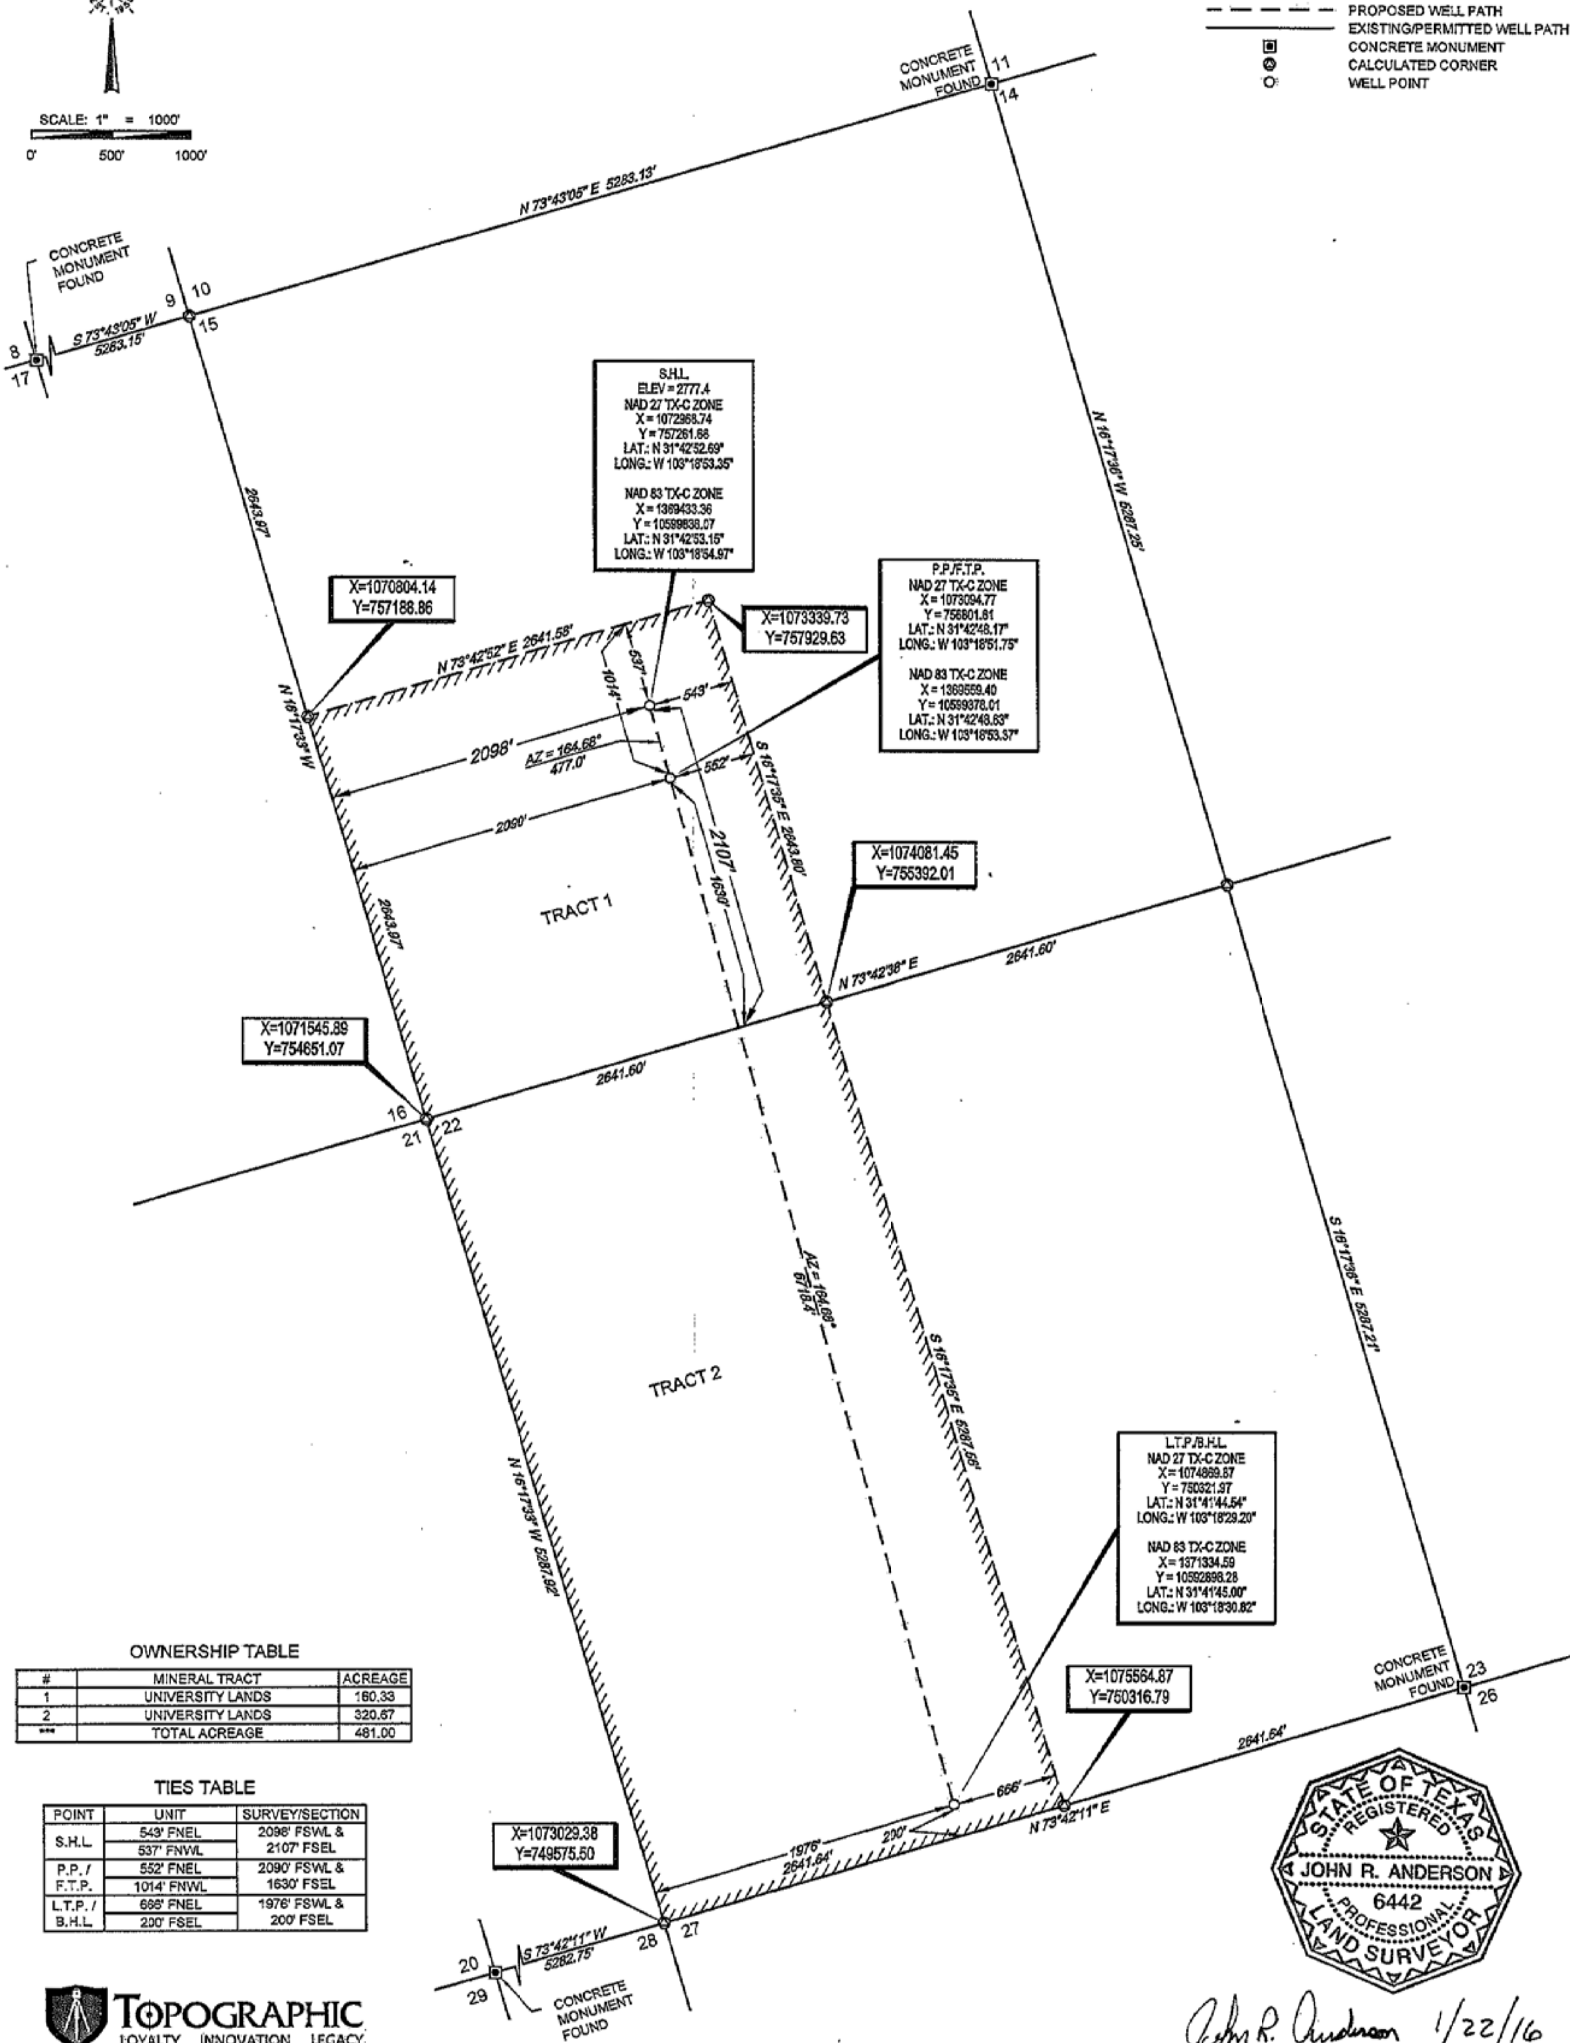 SCALE: 1" = 1000'
0' 500' 1000'
PROPOSED WELL PATH
EXISTING/PERMITTED WELL PATH
CONCRETE MONUMENT
CALCULATED CORNER
WELL POINT
CONCRETE
MONUMENT
FOUND
11
14
N 73°43'05" E 5283.13'
CONCRETE
MONUMENT
FOUND
9 10
15
8
17
S 73°43'05" W
5283.15'
S.H.L.
ELEV = 2777.4
NAD 27 TX-C ZONE
X = 1072968.74
Y = 757261.68
LAT.: N 31°42'52.69"
LONG.: W 103°18'53.35"
NAD 83 TX-C ZONE
X = 1369433.36
Y = 10599838.07
LAT.: N 31°42'53.15"
LONG.: W 103°18'54.97"
N 16°17'36" W 5287.25'
2643.97'
P.P./F.T.P.
NAD 27 TX-C ZONE
X = 1073094.77
Y = 756801.61
LAT.: N 31°42'48.17"
LONG.: W 103°18'51.75"
NAD 83 TX-C ZONE
X = 1369559.40
Y = 10599378.01
LAT.: N 31°42'48.63"
LONG.: W 103°18'53.37"
X=1070804.14
Y=757188.86
X=1073339.73
Y=757929.63
N 73°42'52" E 2641.58'
537'
1014'
543'
N 16°17'33" W
2098'
AZ = 164.68°
477.0'
552'
S 16°17'35" E 2643.80'
2090'
2107'
1630'
X=1074081.45
Y=755392.01
TRACT 1
2643.97'
N 73°42'38" E
2641.60'
X=1071545.89
Y=754651.07
2641.60'
16
21 22
AZ = 164.68°
6718.4'
S 16°17'36" E 5287.21'
TRACT 2
S 16°17'35" E 5287.56'
N 16°17'33" W 5287.92'
L.T.P./B.H.L.
NAD 27 TX-C ZONE
X = 1074869.87
Y = 750321.97
LAT.: N 31°41'44.54"
LONG.: W 103°18'29.20"
NAD 83 TX-C ZONE
X = 1371334.59
Y = 10592898.28
LAT.: N 31°41'45.00"
LONG.: W 103°18'30.82"
OWNERSHIP TABLE
# MINERAL TRACT ACREAGE
1 UNIVERSITY LANDS 160.33
2 UNIVERSITY LANDS 320.67
*** TOTAL ACREAGE 481.00
X=1075564.87
Y=750316.79
CONCRETE
MONUMENT
FOUND
23
26
2641.64'
666'
N 73°42'11" E
200'
1976'
2641.64'
TIES TABLE
POINT UNIT SURVEY/SECTION
S.H.L. 543' FNEL 2098' FSWL &
537' FNWL 2107' FSEL
P.P. / 552' FNEL 2090' FSWL &
F.T.P. 1014' FNWL 1630' FSEL
L.T.P. / 666' FNEL 1976' FSWL &
B.H.L. 200' FSEL 200' FSEL
X=1073029.38
Y=749575.50
28 27
S 73°42'11" W
5282.75'
20
29
CONCRETE
MONUMENT
FOUND
STATE OF TEXAS
REGISTERED
JOHN R. ANDERSON
6442
PROFESSIONAL
LAND SURVEYOR
TOPOGRAPHIC
LOYALTY INNOVATION LEGACY
John R. Anderson 1/22/16